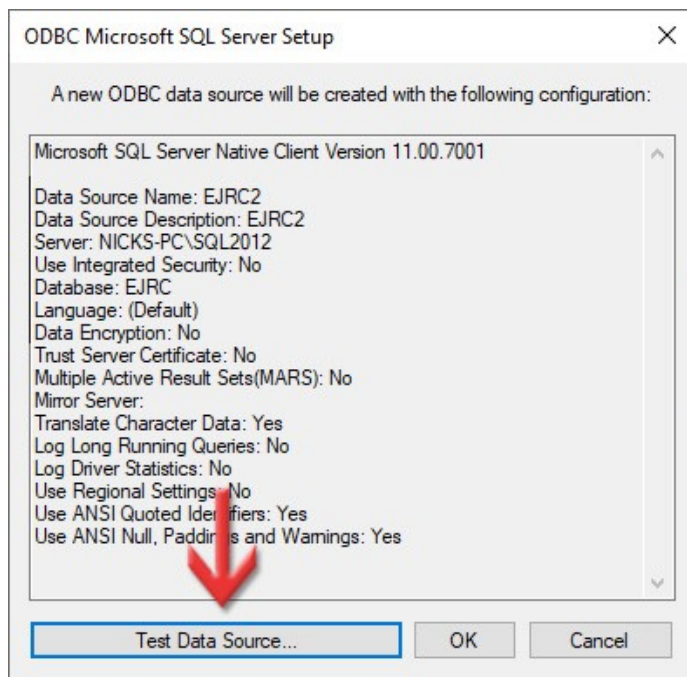 ODBC Microsoft SQL Server Setup
A new ODBC data source will be created with the following configuration:
Microsoft SQL Server Native Client Version 11.00.7001
Data Source Name: EJRC2
Data Source Description: EJRC2
Server: NICKS-PC\SQL2012
Use Integrated Security: No
Database: EJRC
Language: (Default)
Data Encryption: No
Trust Server Certificate: No
Multiple Active Result Sets(MARS): No
Mirror Server:
Translate Character Data: Yes
Log Long Running Queries: No
Log Driver Statistics: No
Use Regional Settings: No
Use ANSI Quoted Identifiers: Yes
Use ANSI Null, Paddings and Warnings: Yes
Test Data Source...
OK
Cancel